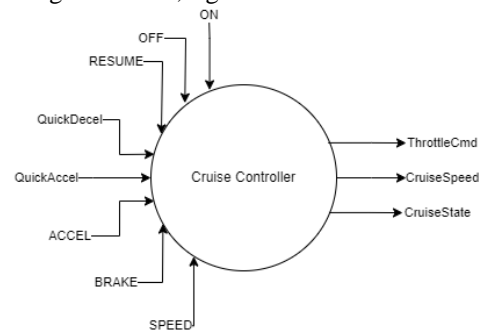 ON
OFF
RESUME
QuickDecel
ThrottleCmd
QuickAccel
Cruise Controller
CruiseSpeed
CruiseState
ACCEL
BRAKE
SPEED